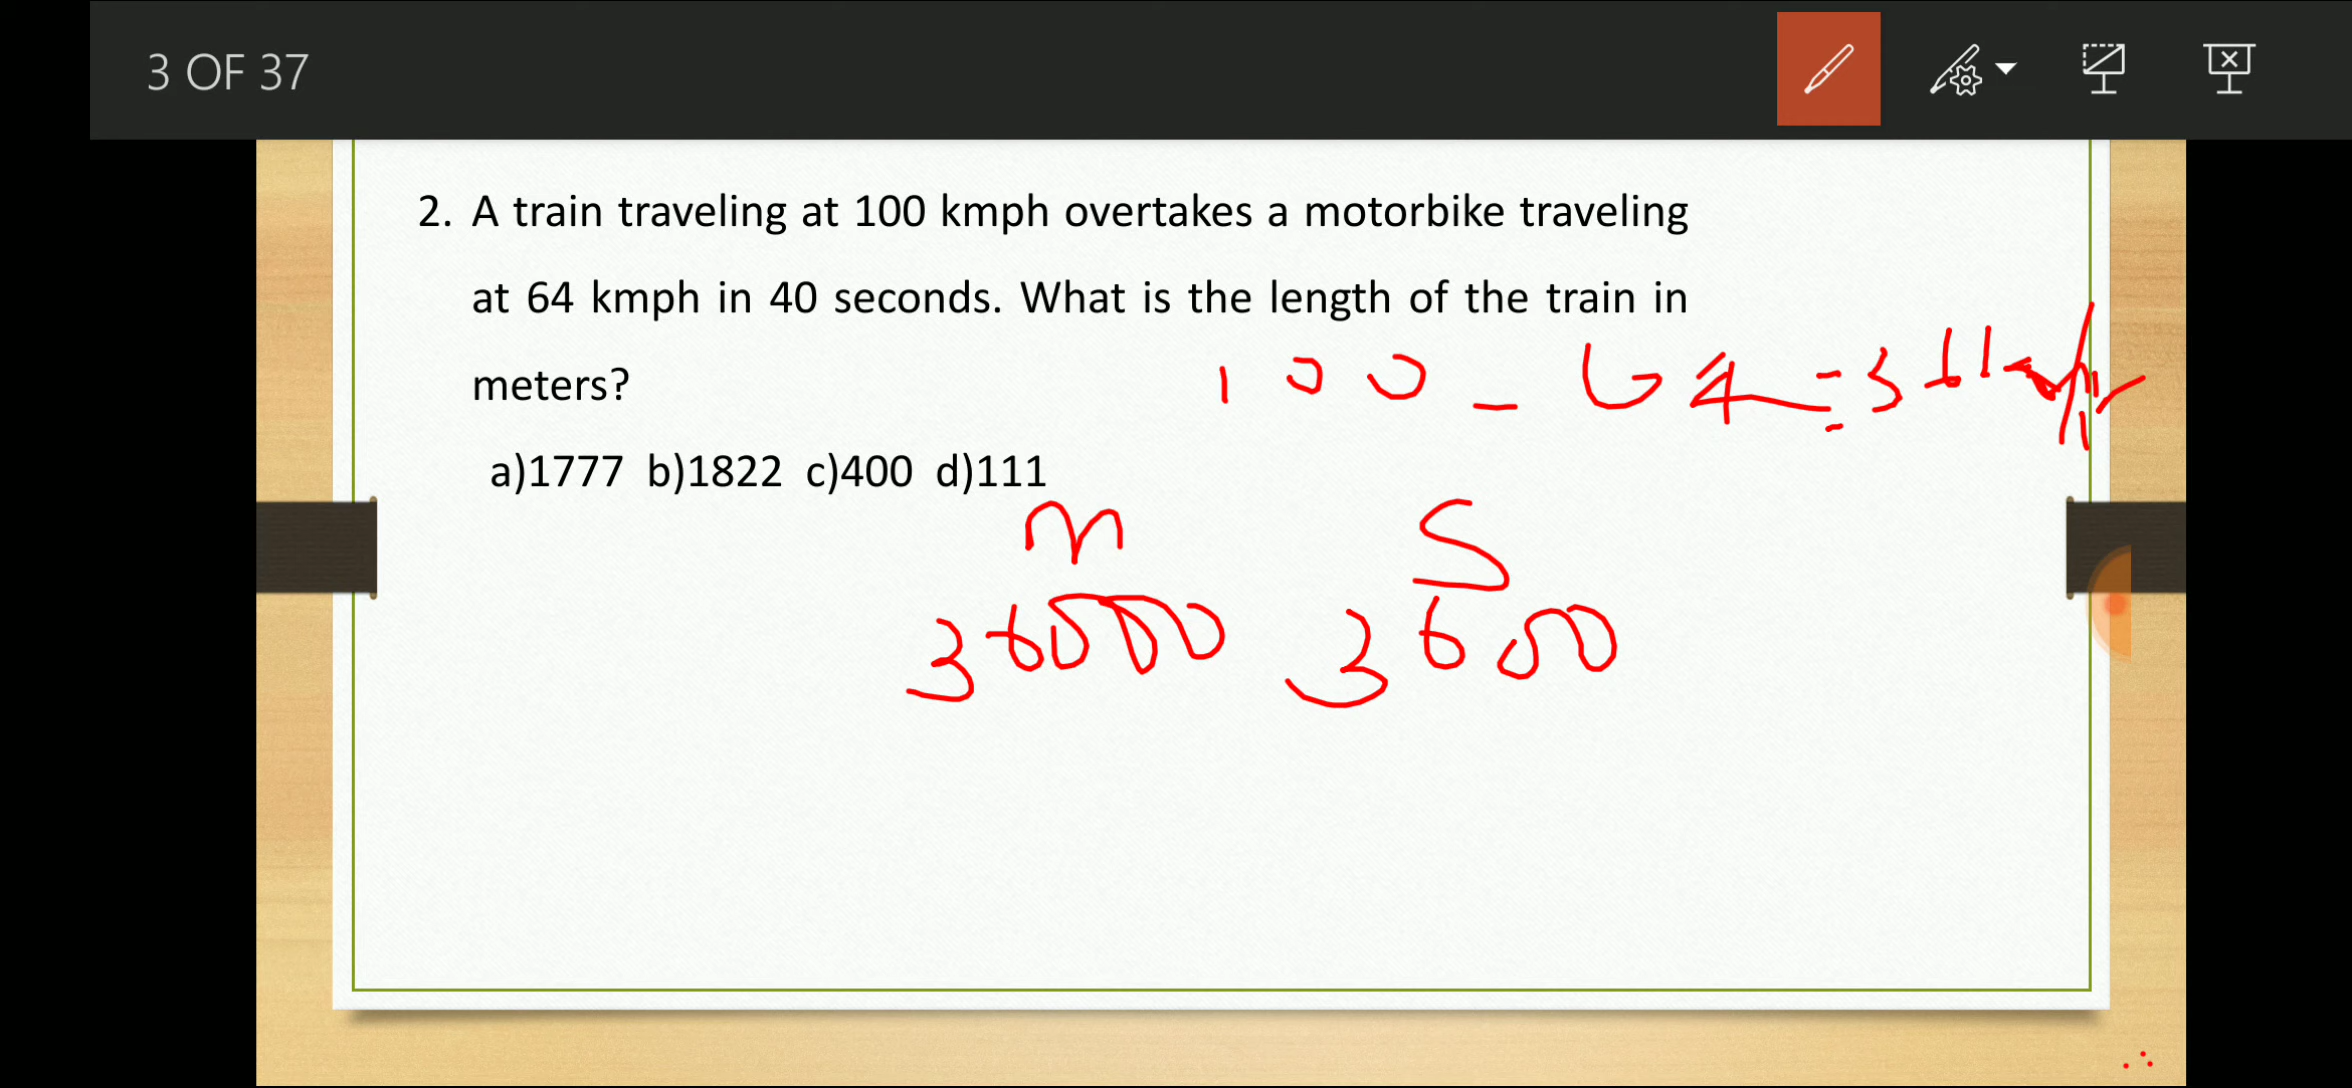 3 OF 37
2. A train traveling at 100 kmph overtakes a motorbike traveling
at 64 kmph in 40 seconds. What is the length of the train in
meters?
100 - 64 = 36
a)1777 b)1822 c)400 d)111
m S
36000 3600